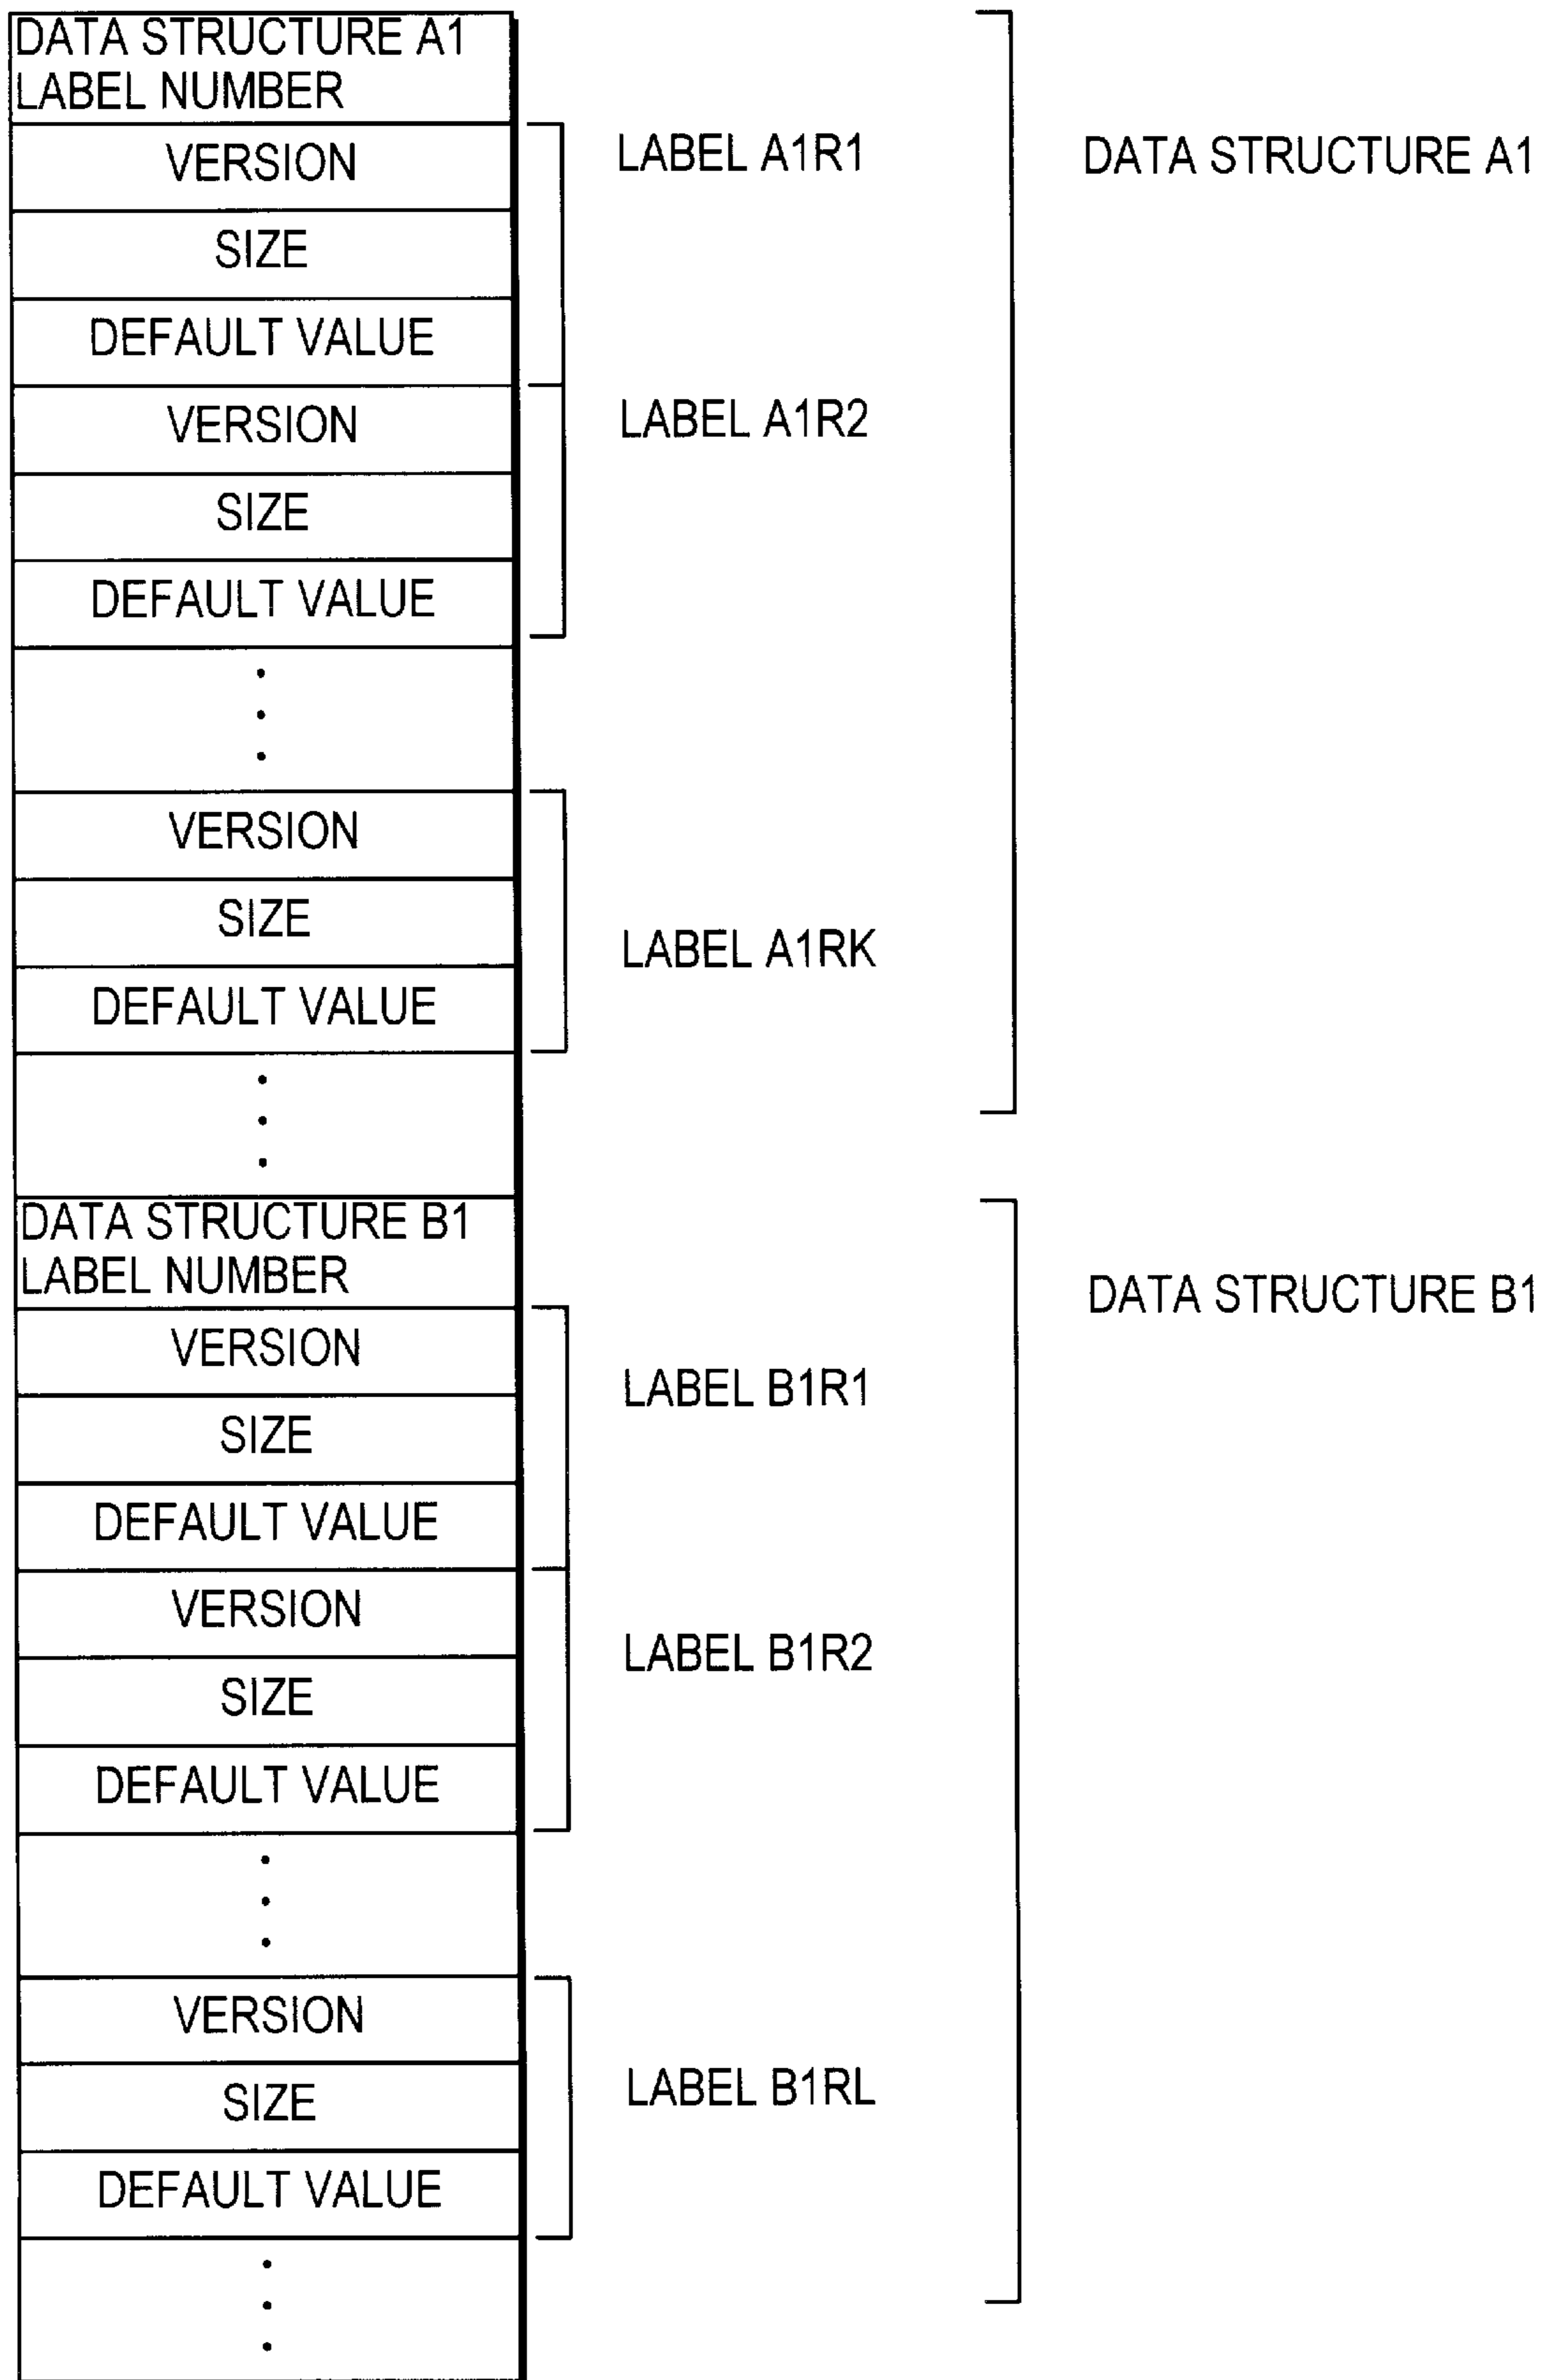 DATA STRUCTURE A1
LABEL NUMBER
VERSION
LABEL A1R1
DATA STRUCTURE A1
SIZE
DEFAULT VALUE
VERSION
LABEL A1R2
SIZE
DEFAULT VALUE
VERSION
SIZE
LABEL A1RK
DEFAULT VALUE
DATA STRUCTURE B1
LABEL NUMBER
DATA STRUCTURE B1
VERSION
LABEL B1R1
SIZE
DEFAULT VALUE
VERSION
LABEL B1R2
SIZE
DEFAULT VALUE
VERSION
SIZE
LABEL B1RL
DEFAULT VALUE